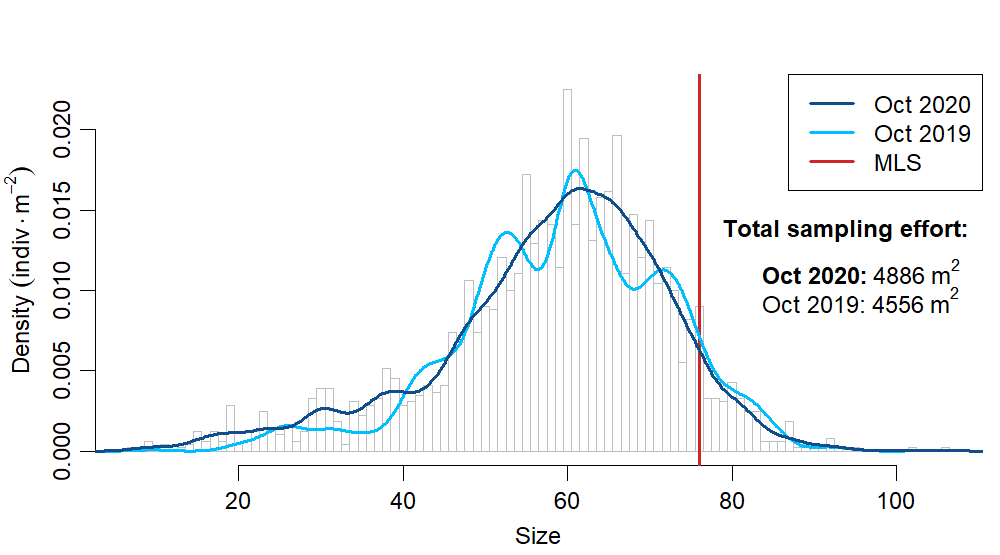 Oct 2020
Oct 2019
MLS
Total sampling effort:
Oct 2020: 4886 m²
Oct 2019: 4556 m²
Density (indiv · m⁻²)
0.020
0.015
0.010
0.005
0.000
20 40 60 80 100
Size